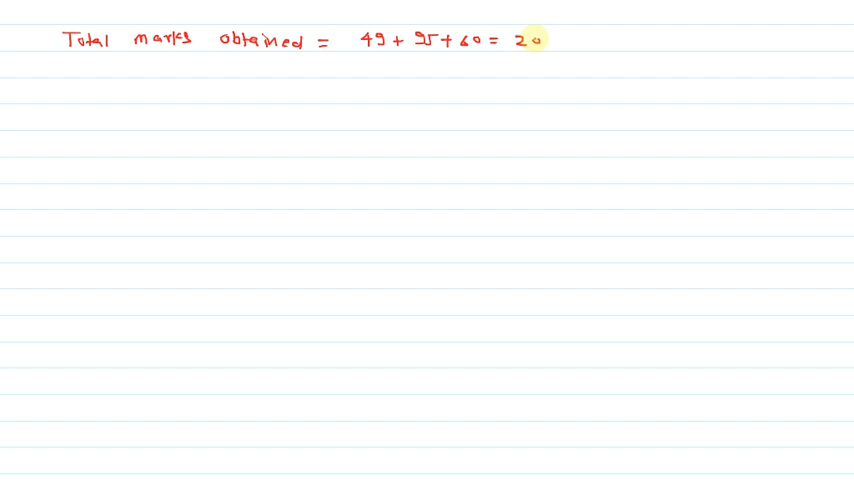 Total marks obtained = 49 + 95 + 60 = 20